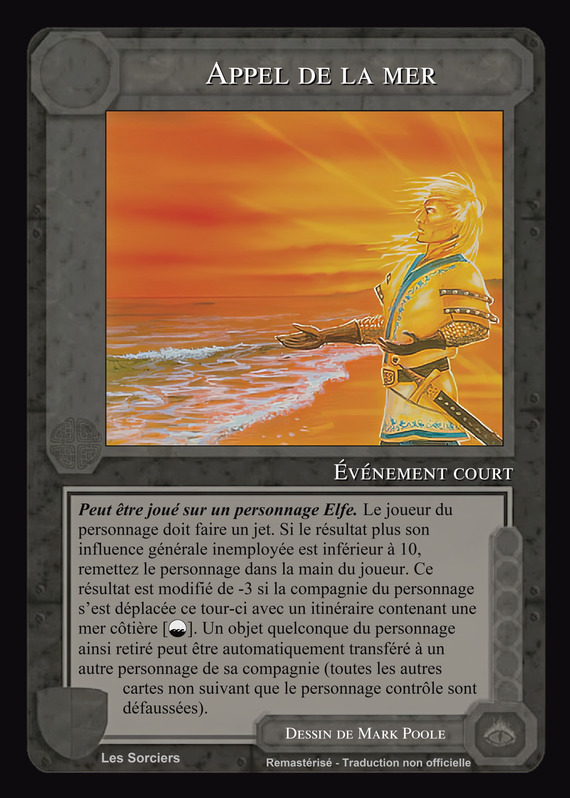 Appel de la mer
Événement court
Peut être joué sur un personnage Elfe. Le joueur du
personnage doit faire un jet. Si le résultat plus son
influence générale inemployée est inférieur à 10,
remettez le personnage dans la main du joueur. Ce
résultat est modifié de -3 si la compagnie du personnage
s’est déplacée ce tour-ci avec un itinéraire contenant une
mer côtière []. Un objet quelconque du personnage
ainsi retiré peut être automatiquement transféré à un
autre personnage de sa compagnie (toutes les autres
cartes non suivant que le personnage contrôle sont
défaussées).
Dessin de Mark Poole
Les Sorciers
Remastérisé - Traduction non officielle